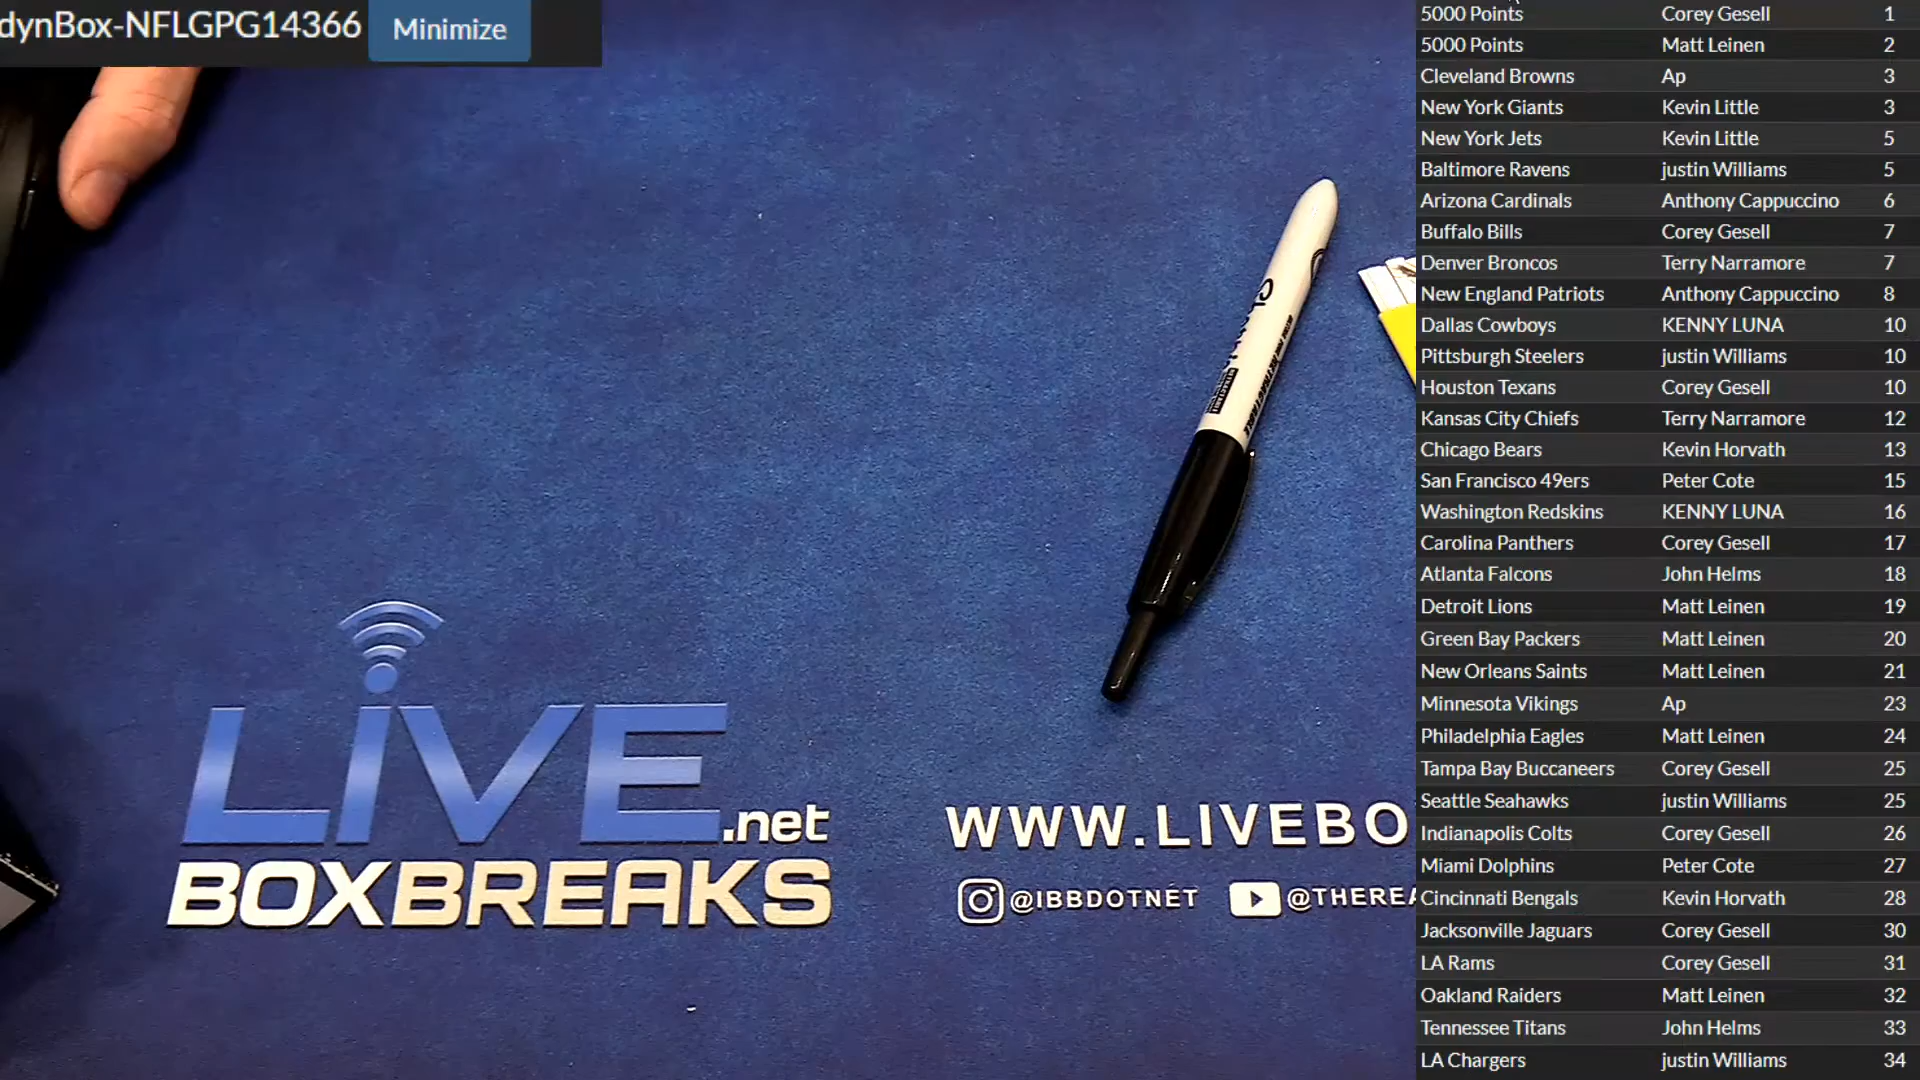 dynBox-NFLGPG14366 Minimize
5000 Points Corey Gesell 1
5000 Points Matt Leinen 2
Cleveland Browns Ap 3
New York Giants Kevin Little 3
New York Jets Kevin Little 5
Baltimore Ravens justin Williams 5
Arizona Cardinals Anthony Cappuccino 6
Buffalo Bills Corey Gesell 7
Denver Broncos Terry Narramore 7
New England Patriots Anthony Cappuccino 8
Dallas Cowboys KENNY LUNA 10
Pittsburgh Steelers justin Williams 10
Houston Texans Corey Gesell 10
Kansas City Chiefs Terry Narramore 12
Chicago Bears Kevin Horvath 13
San Francisco 49ers Peter Cote 15
Washington Redskins KENNY LUNA 16
Carolina Panthers Corey Gesell 17
Atlanta Falcons John Helms 18
Detroit Lions Matt Leinen 19
Green Bay Packers Matt Leinen 20
New Orleans Saints Matt Leinen 21
Minnesota Vikings Ap 23
Philadelphia Eagles Matt Leinen 24
Tampa Bay Buccaneers Corey Gesell 25
Seattle Seahawks justin Williams 25
Indianapolis Colts Corey Gesell 26
Miami Dolphins Peter Cote 27
Cincinnati Bengals Kevin Horvath 28
Jacksonville Jaguars Corey Gesell 30
LA Rams Corey Gesell 31
Oakland Raiders Matt Leinen 32
Tennessee Titans John Helms 33
LA Chargers justin Williams 34
LIVE.net
BOXBREAKS
WWW.LIVEBO
@IBBDOTNET @THEREA